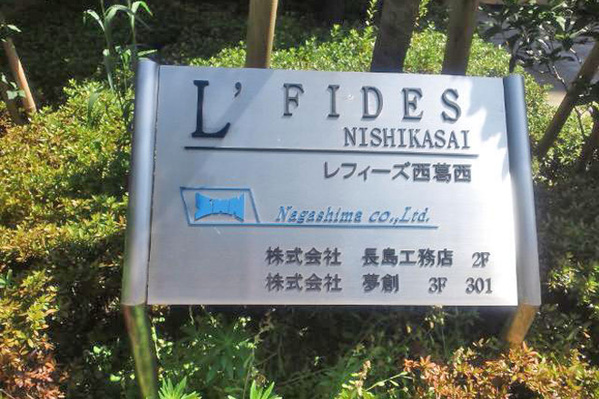 L' FIDES
NISHIKASAI
レフィーズ西葛西
Nagashima co.,Ltd.
株式会社 長島工務店 2F
株式会社 夢創 3F 301